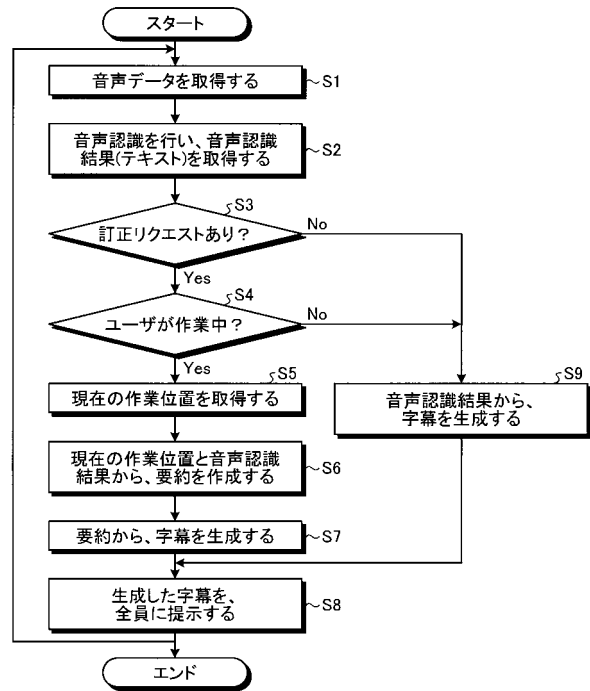 スタート
音声データを取得する
~S1
音声認識を行い、音声認識
結果(テキスト)を取得する
~S2
S3
訂正リクエストあり?
No
Yes
S4
ユーザが作業中?
No
Yes
S5
現在の作業位置を取得する
S9
音声認識結果から、
字幕を生成する
現在の作業位置と音声認識
結果から、要約を作成する
~S6
要約から、字幕を生成する
~S7
生成した字幕を、
全員に提示する
~S8
エンド